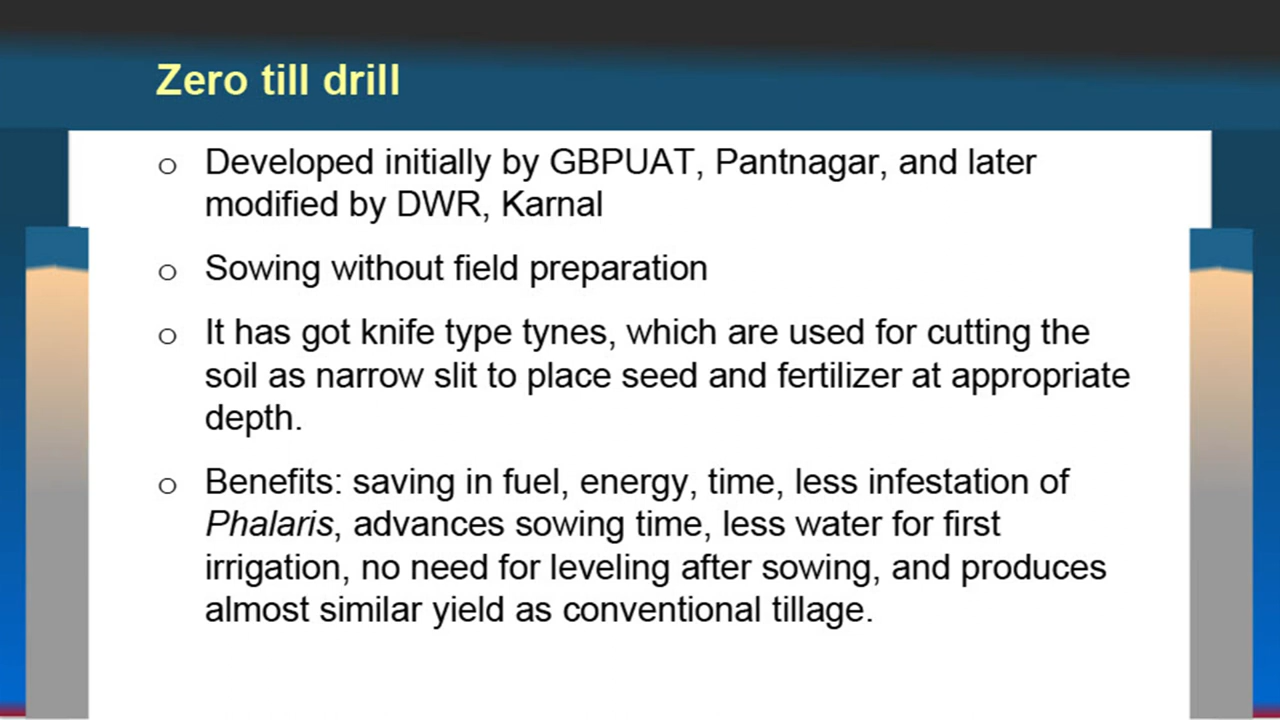 Zero till drill
o Developed initially by GBPUAT, Pantnagar, and later
modified by DWR, Karnal
o Sowing without field preparation
o It has got knife type tynes, which are used for cutting the
soil as narrow slit to place seed and fertilizer at appropriate
depth.
o Benefits: saving in fuel, energy, time, less infestation of
Phalaris, advances sowing time, less water for first
irrigation, no need for leveling after sowing, and produces
almost similar yield as conventional tillage.